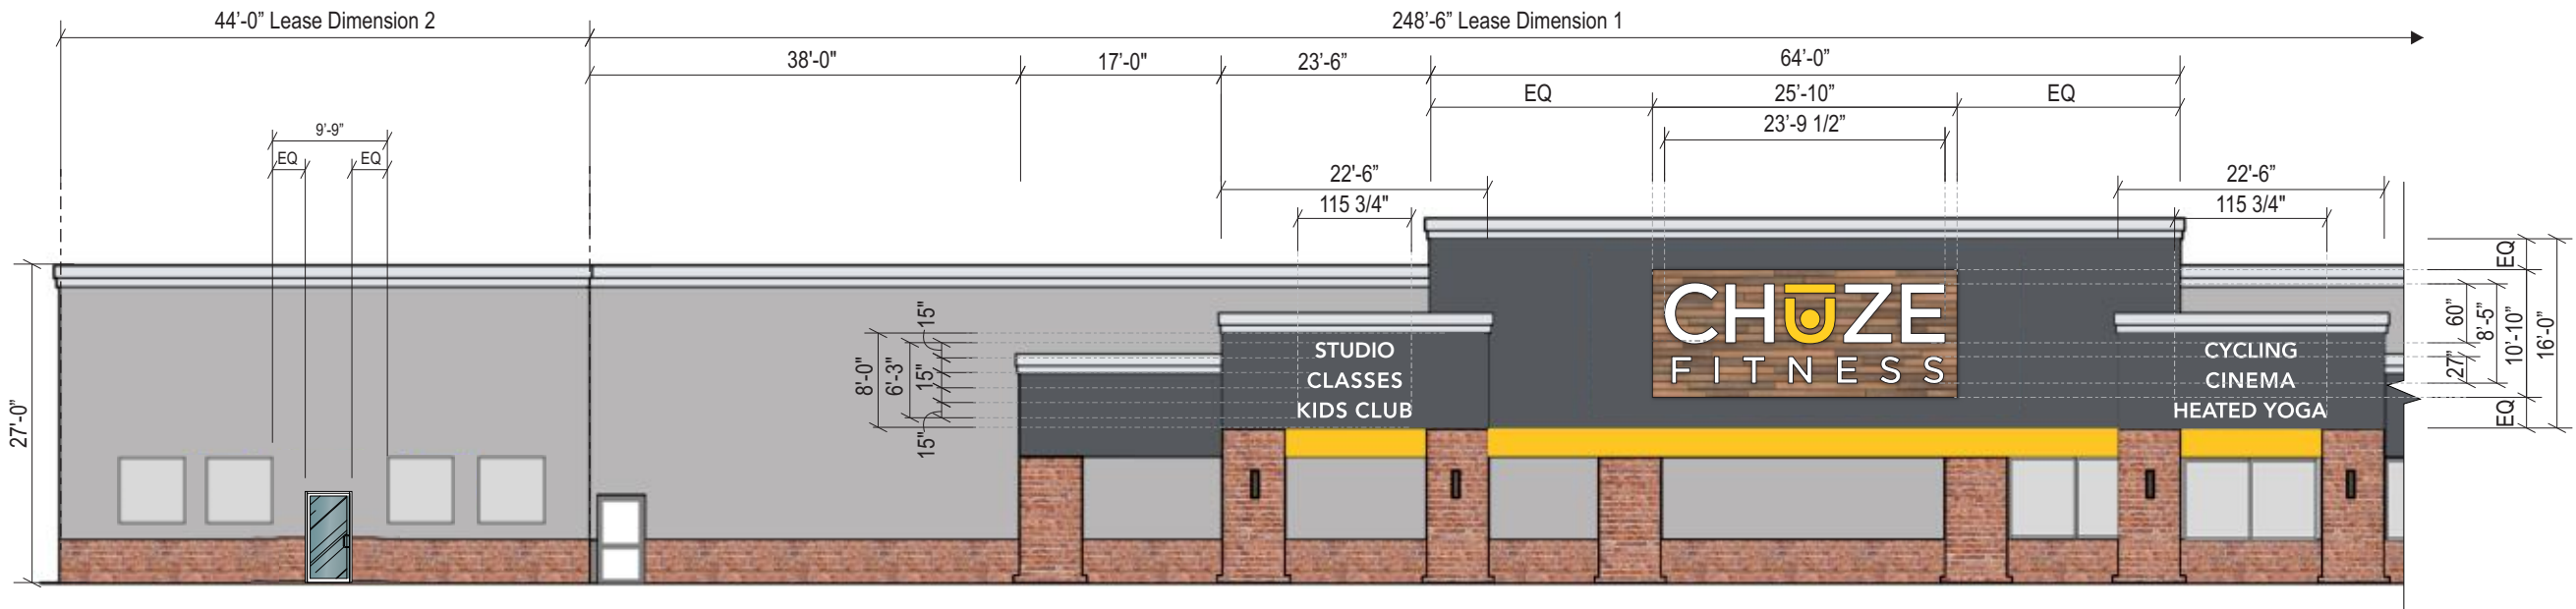 44’-0” Lease Dimension 2
248’-6” Lease Dimension 1
38'-0"
17'-0"
23'-6”
64’-0”
EQ
25’-10”
EQ
23’-9 1/2”
9’-9”
EQ
EQ
22'-6”
115 3/4"
22'-6”
115 3/4"
27’-0”
8’-0”
6’-3”
15"
15"
15"
STUDIO
CLASSES
KIDS CLUB
CHUZE
FITNESS
CYCLING
CINEMA
HEATED YOGA
EQ
60”
27”
8’-5”
10’-10”
16’-0”
EQ